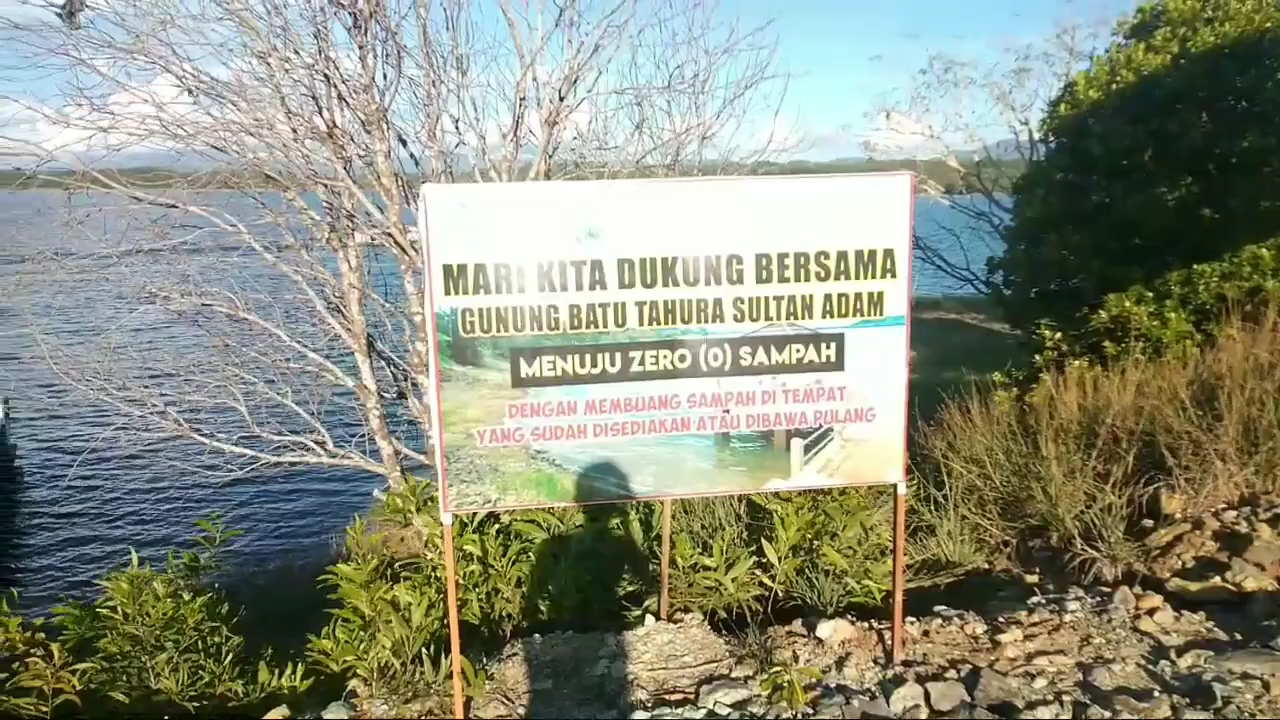 MARI KITA DUKUNG BERSAMA
GUNUNG BATU TAHURA SULTAN ADAM
MENUJU ZERO (0) SAMPAH
DENGAN MEMBUANG SAMPAH DI TEMPAT
YANG SUDAH DISEDIAKAN ATAU DIBAWA PULANG